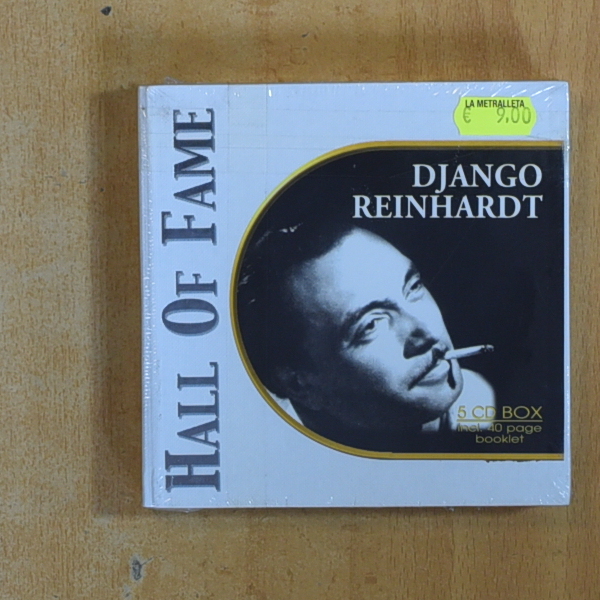 LA METRALLETA
€ 9,00
HALL OF FAME
DJANGO
REINHARDT
5 CD BOX
Incl. 40 page
booklet